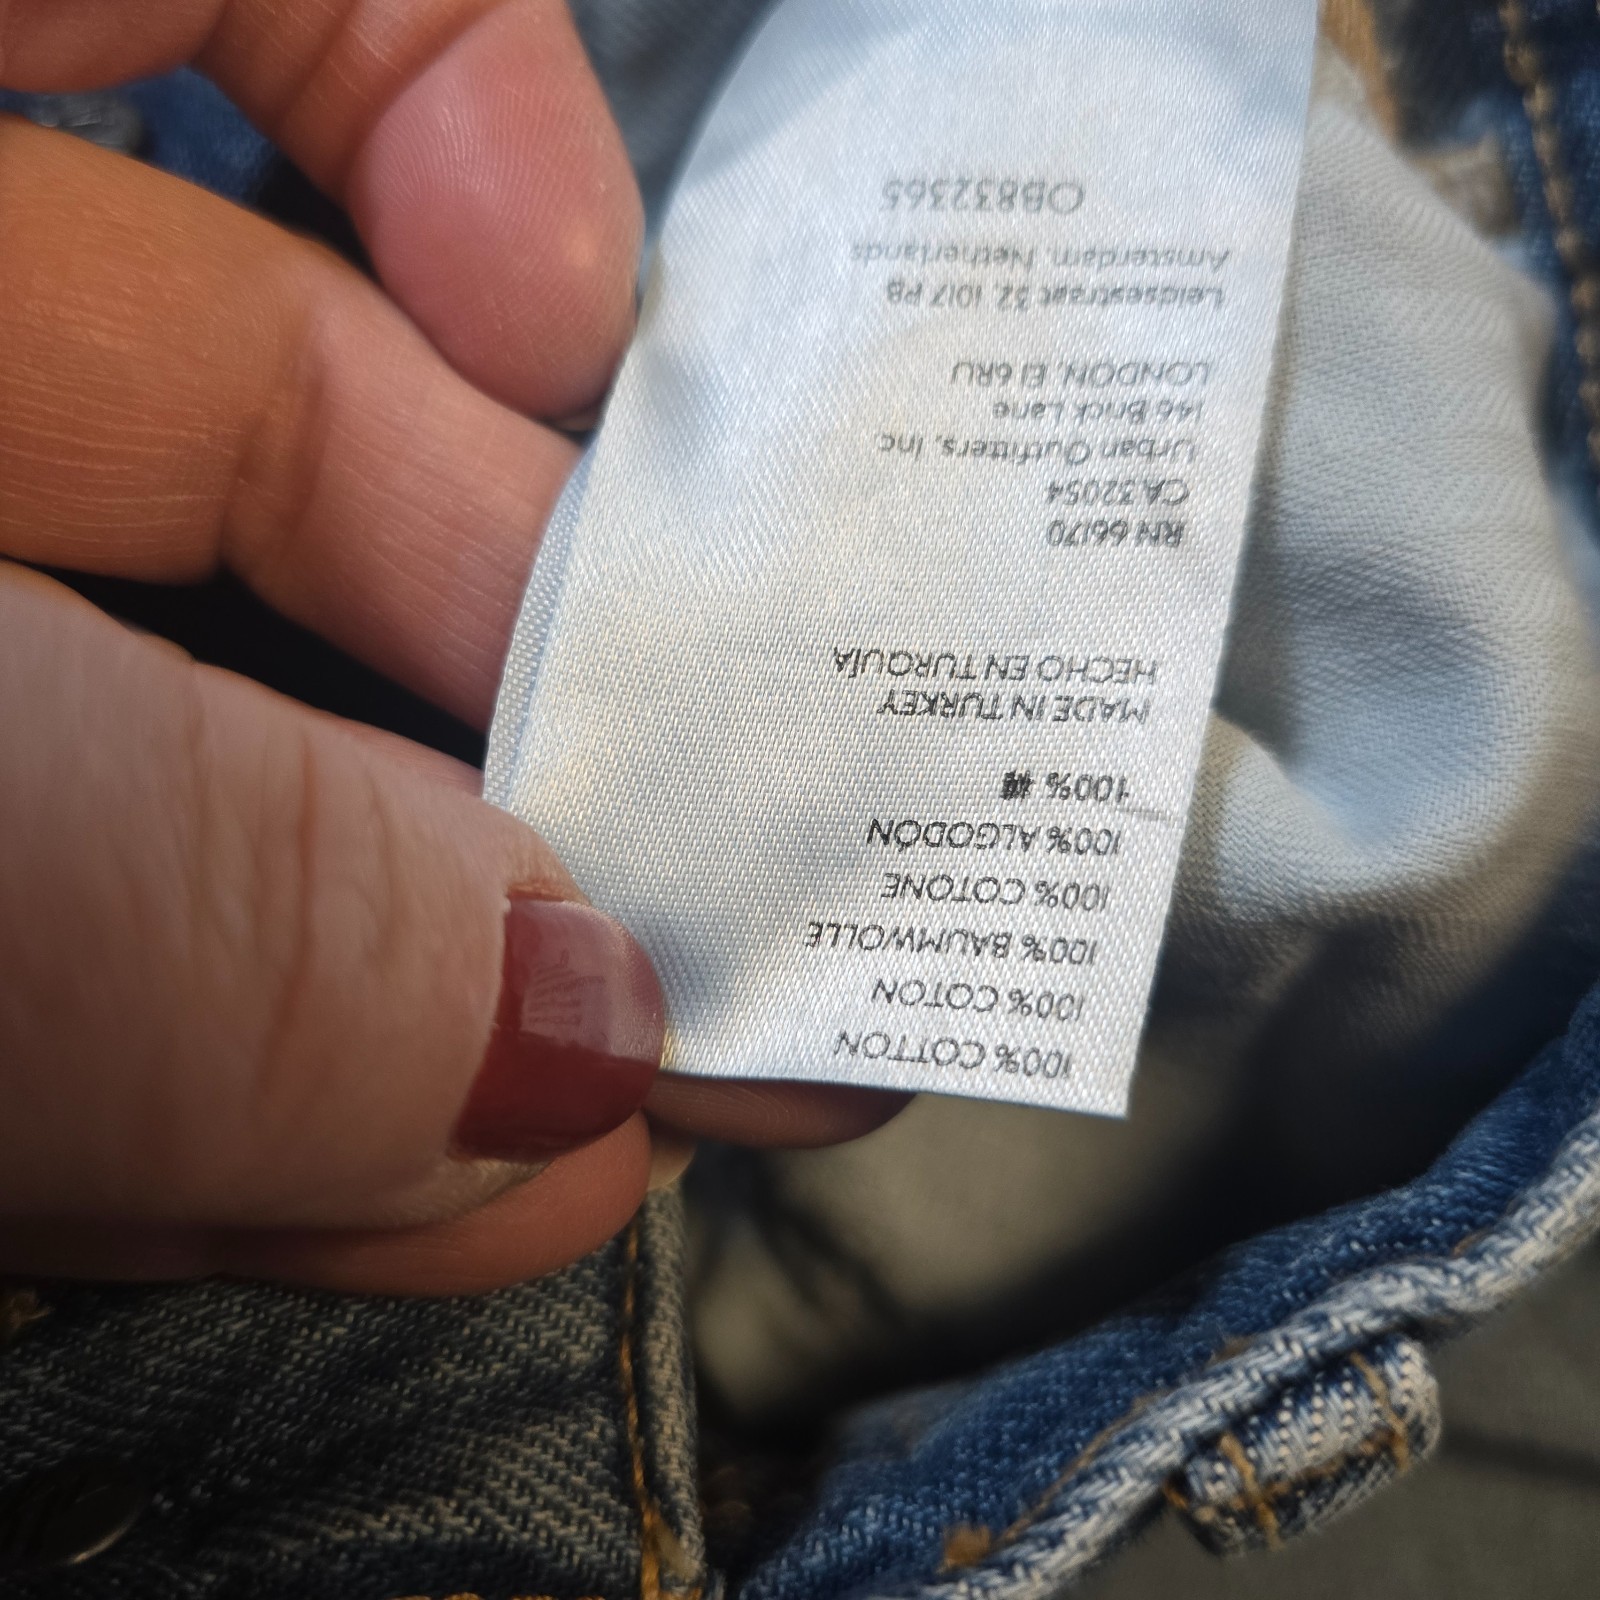 100% COTTON
100% COTON
100% BAUMWOLLE
100% COTONE
100% ALGODÓN
100% 棉
MADE IN TURKEY
HECHO EN TURQUÍA
RN 66170
CA 32054
Urban Outfitters, Inc
146 Brick Lane
LONDON, E1 6RU
Leidsestraat 32, 1017 PB
Amsterdam, Netherlands
OB832365